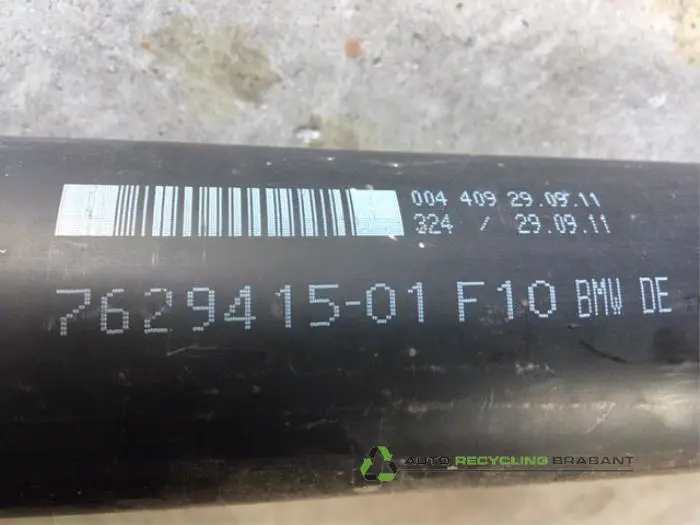 004 409 29.09.11
324 / 29.09.11
7629415-01 F10 BMW DE
AUTO RECYCLING BRABANT